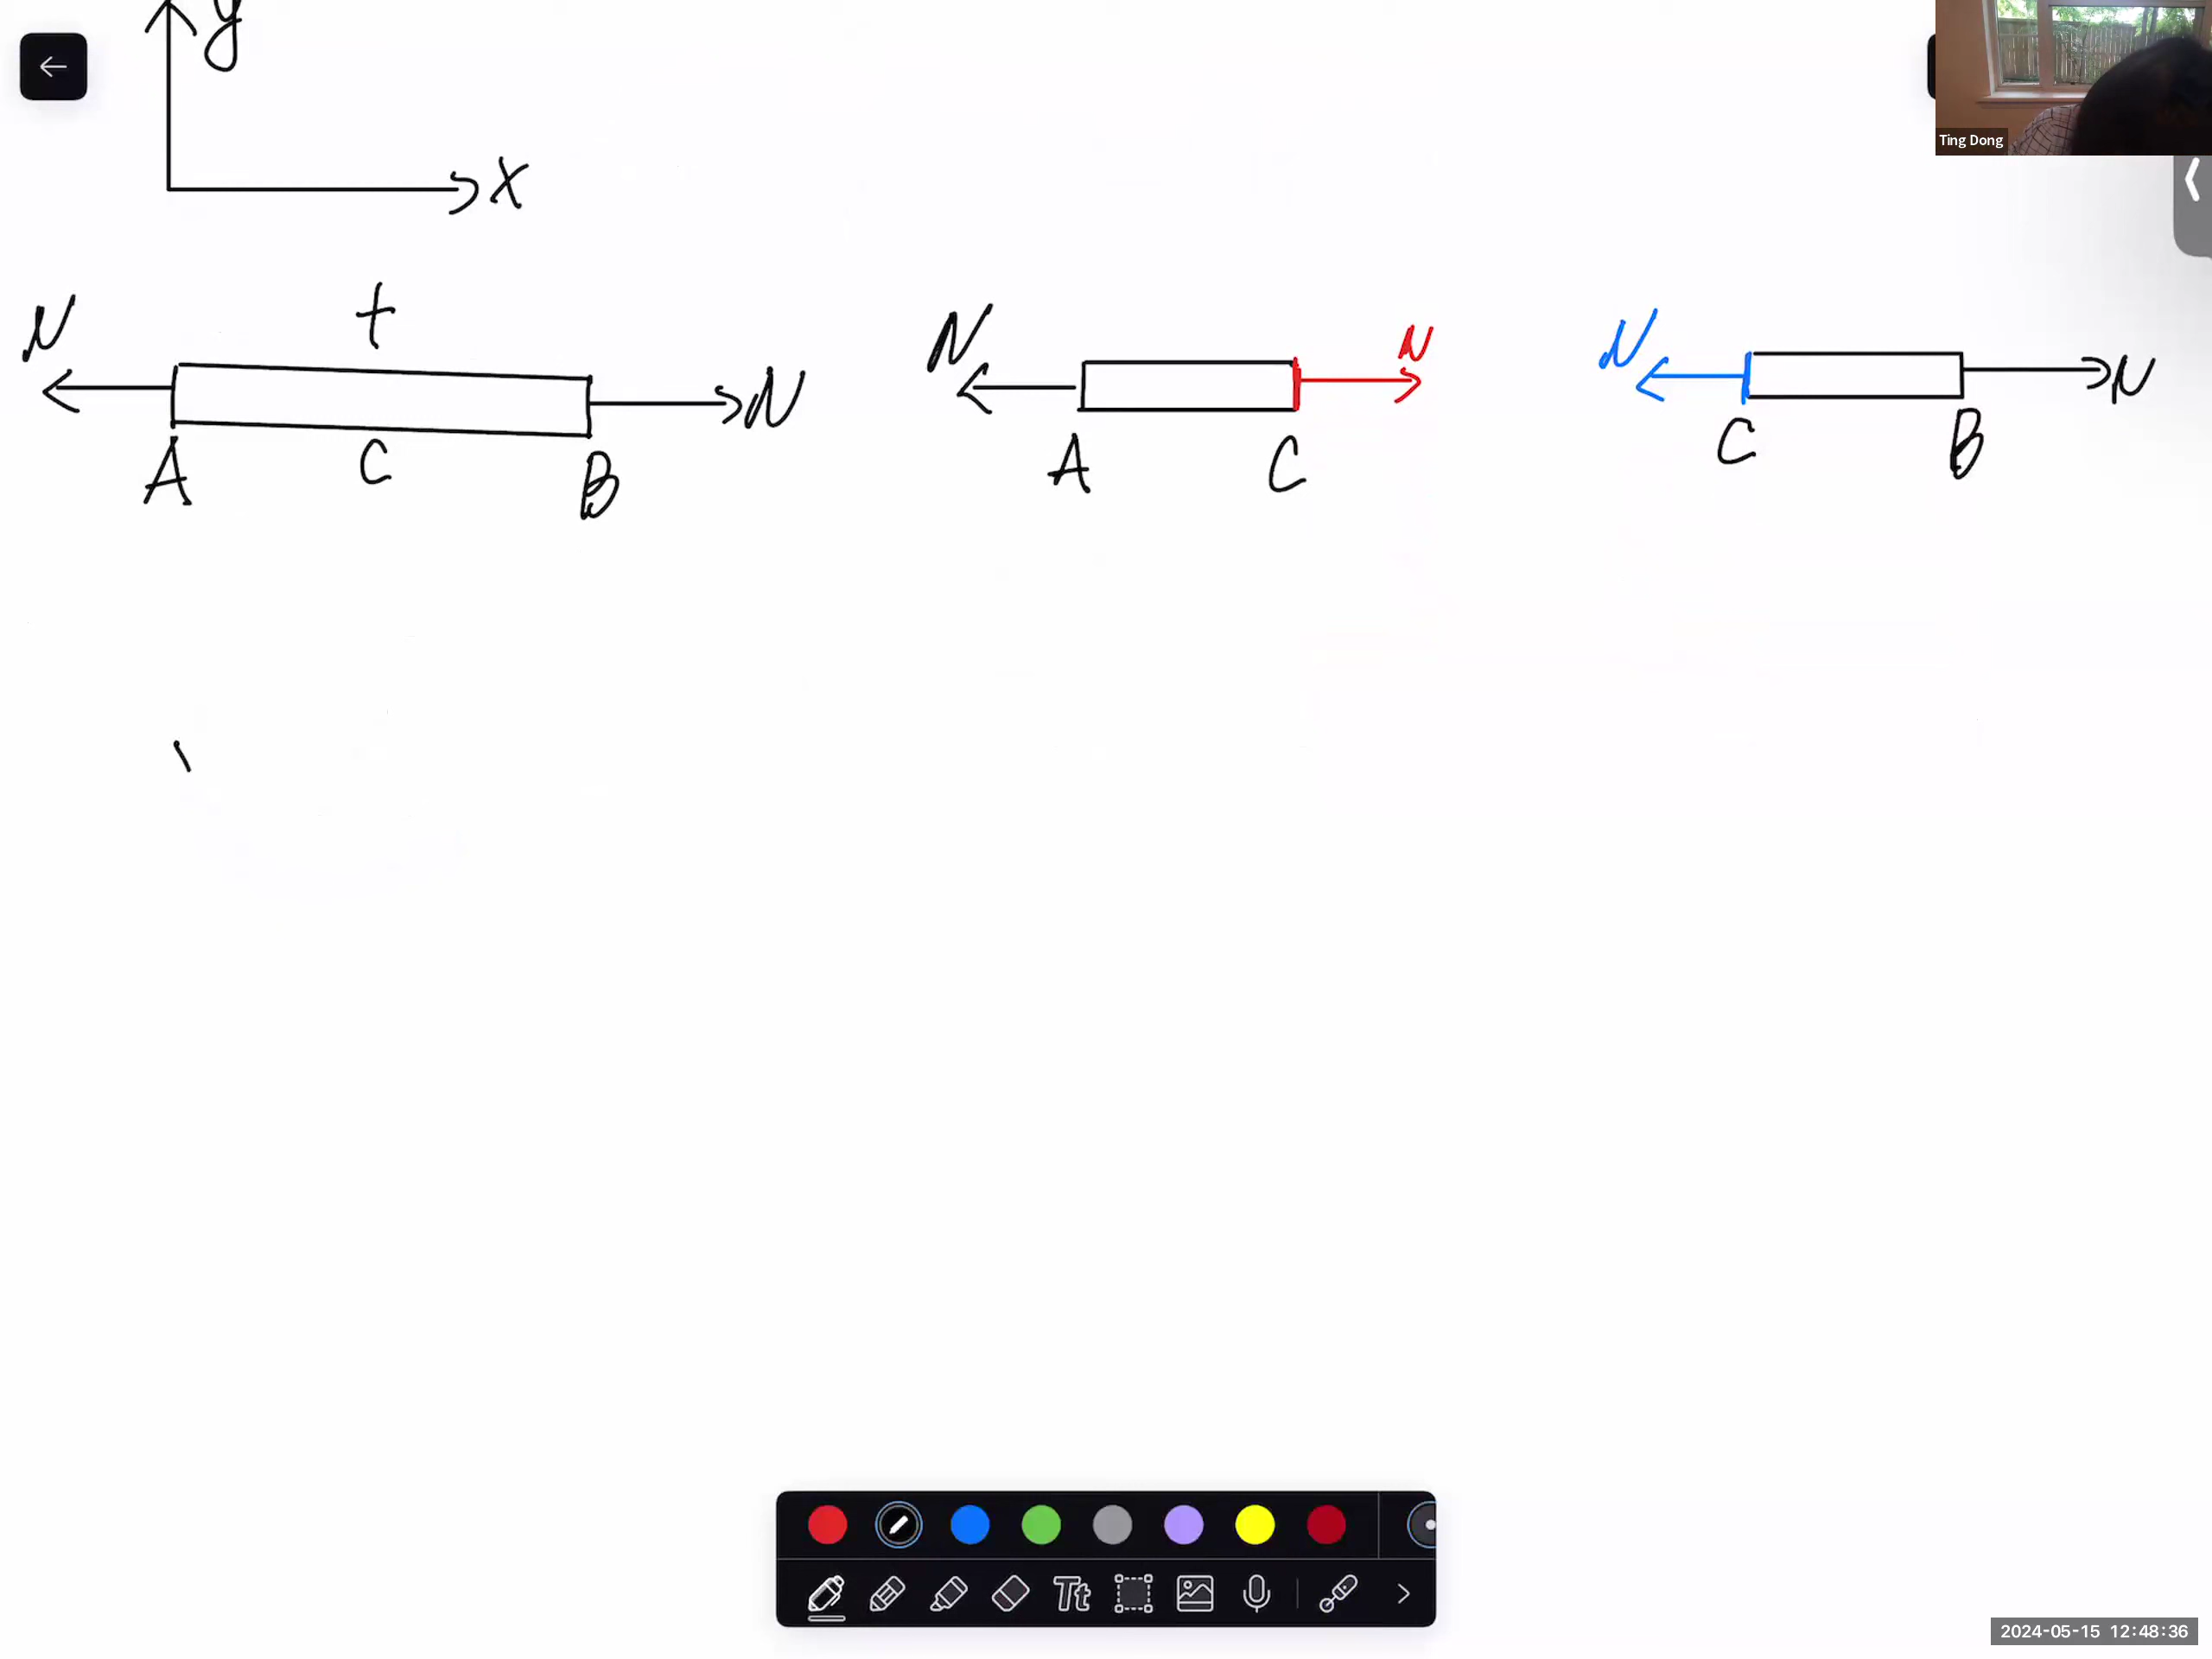 y
Ting Dong
x
N t N N N N
N N
A C B A C C B
Tt
2024-05-15 12:48:36